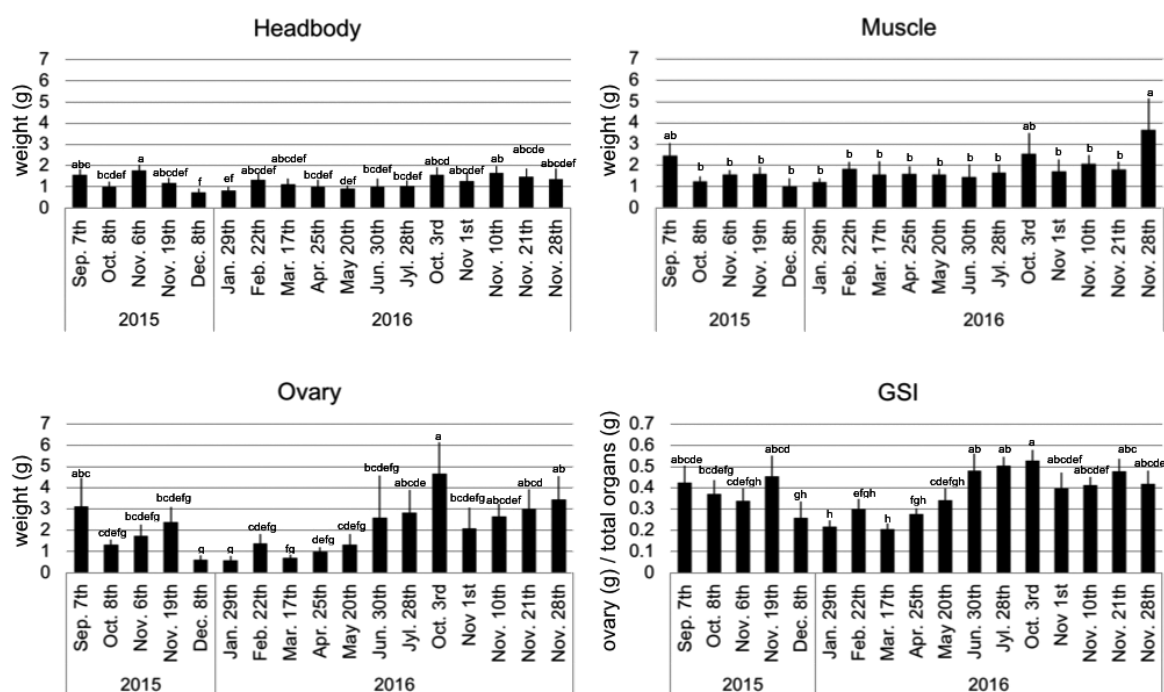 Headbody
weight (g)
7
6
5
4
3
2
1
0
abc bcdef a abcdef f ef abcdef abcdef bcdef def bcdef bcdef abcd abcdef ab abcde abcdef
Sep. 7th
Oct. 8th
Nov. 6th
Nov. 19th
Dec. 8th
Jan. 29th
Feb. 22th
Mar. 17th
Apr. 25th
May 20th
Jun. 30th
Jyl. 28th
Oct. 3rd
Nov 1st
Nov. 10th
Nov. 21th
Nov. 28th
2015
2016
Muscle
weight (g)
7
6
5
4
3
2
1
0
ab b b b b b b b b b b b ab b b b a
Sep. 7th
Oct. 8th
Nov. 6th
Nov. 19th
Dec. 8th
Jan. 29th
Feb. 22th
Mar. 17th
Apr. 25th
May 20th
Jun. 30th
Jyl. 28th
Oct. 3rd
Nov 1st
Nov. 10th
Nov. 21th
Nov. 28th
2015
2016
Ovary
weight (g)
7
6
5
4
3
2
1
0
abc cdefg bcdefg bcdefg g g cdefg fg defg cdefg bcdefg abcde a bcdefg abcdef abcd ab
Sep. 7th
Oct. 8th
Nov. 6th
Nov. 19th
Dec. 8th
Jan. 29th
Feb. 22th
Mar. 17th
Apr. 25th
May 20th
Jun. 30th
Jyl. 28th
Oct. 3rd
Nov 1st
Nov. 10th
Nov. 21th
Nov. 28th
2015
2016
GSI
ovary (g) / total organs (g)
0.7
0.6
0.5
0.4
0.3
0.2
0.1
0
abcde bcdefg cdefgh abcd gh h efgh h fgh cdefgh ab ab a abcdef abcdef abc abcdef
Sep. 7th
Oct. 8th
Nov. 6th
Nov. 19th
Dec. 8th
Jan. 29th
Feb. 22th
Mar. 17th
Apr. 25th
May 20th
Jun. 30th
Jyl. 28th
Oct. 3rd
Nov 1st
Nov. 10th
Nov. 21th
Nov. 28th
2015
2016